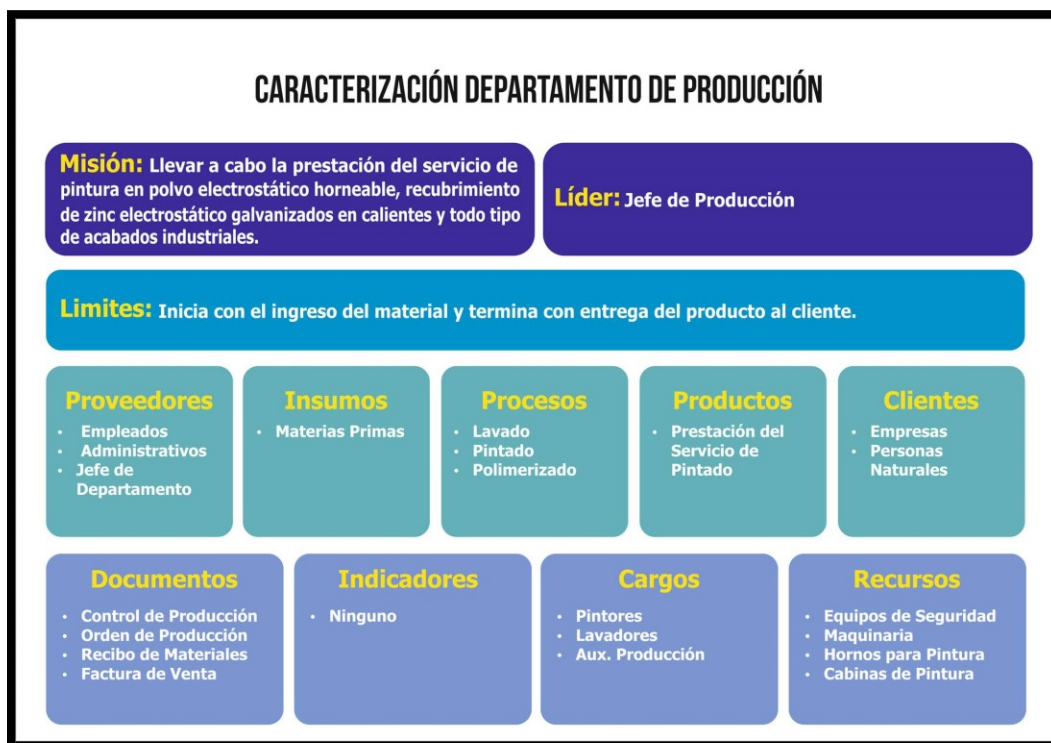 CARACTERIZACIÓN DEPARTAMENTO DE PRODUCCIÓN
Misión: Llevar a cabo la prestación del servicio de
pintura en polvo electrostático horneable, recubrimiento
de zinc electrostático galvanizados en calientes y todo tipo
de acabados industriales.
Líder: Jefe de Producción
Limites: Inicia con el ingreso del material y termina con entrega del producto al cliente.
Proveedores
• Empleados
• Administrativos
• Jefe de
Departamento
Insumos
• Materias Primas
Procesos
• Lavado
• Pintado
• Polimerizado
Productos
• Prestación del
Servicio de
Pintado
Clientes
• Empresas
• Personas
Naturales
Documentos
• Control de Producción
• Orden de Producción
• Recibo de Materiales
• Factura de Venta
Indicadores
• Ninguno
Cargos
• Pintores
• Lavadores
• Aux. Producción
Recursos
• Equipos de Seguridad
• Maquinaria
• Hornos para Pintura
• Cabinas de Pintura